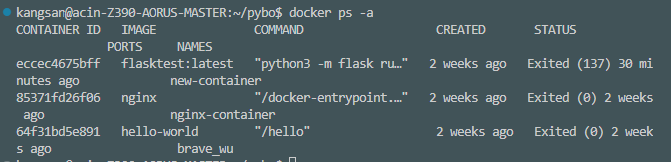 kangsan@acin-Z390-AORUS-MASTER:~/pybo$ docker ps -a
CONTAINER ID   IMAGE              COMMAND                  CREATED       STATUS
               PORTS     NAMES
eccec4675bff   flasktest:latest   "python3 -m flask ru…"   2 weeks ago   Exited (137) 30 mi
nutes ago             new-container
85371fd26f06   nginx              "/docker-entrypoint.…"   2 weeks ago   Exited (0) 2 weeks
 ago                  nginx-container
64f31bd5e891   hello-world        "/hello"                 2 weeks ago   Exited (0) 2 week
s ago                  brave_wu